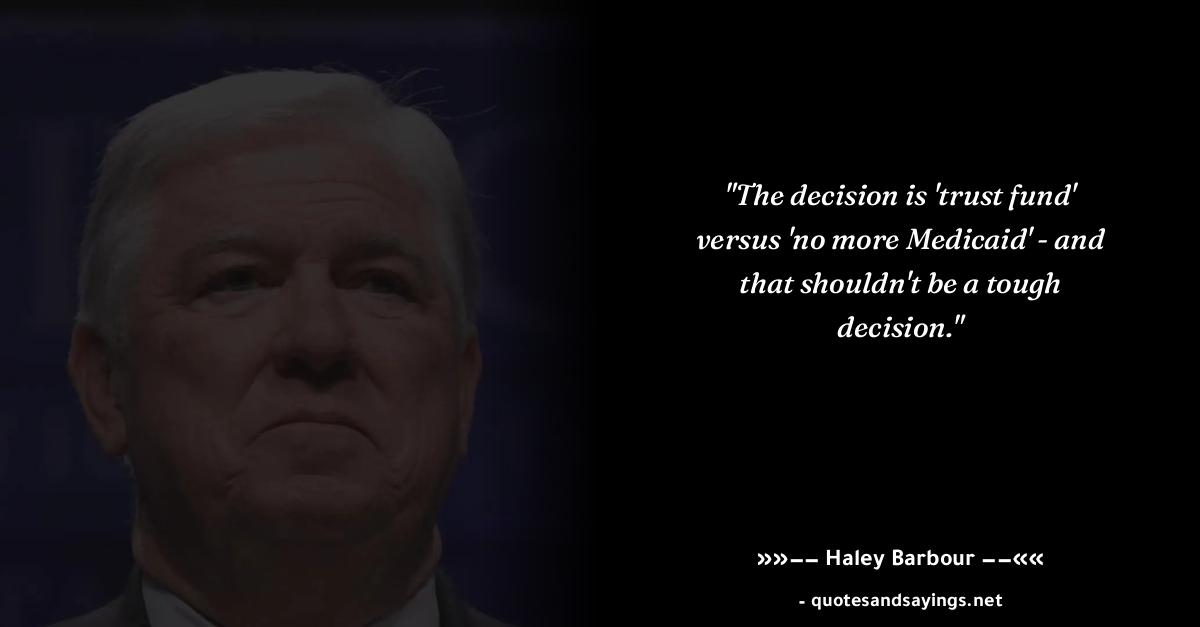 "The decision is 'trust fund'
versus 'no more Medicaid' - and
that shouldn't be a tough
decision."
»»−− Haley Barbour −−««
- quotesandsayings.net